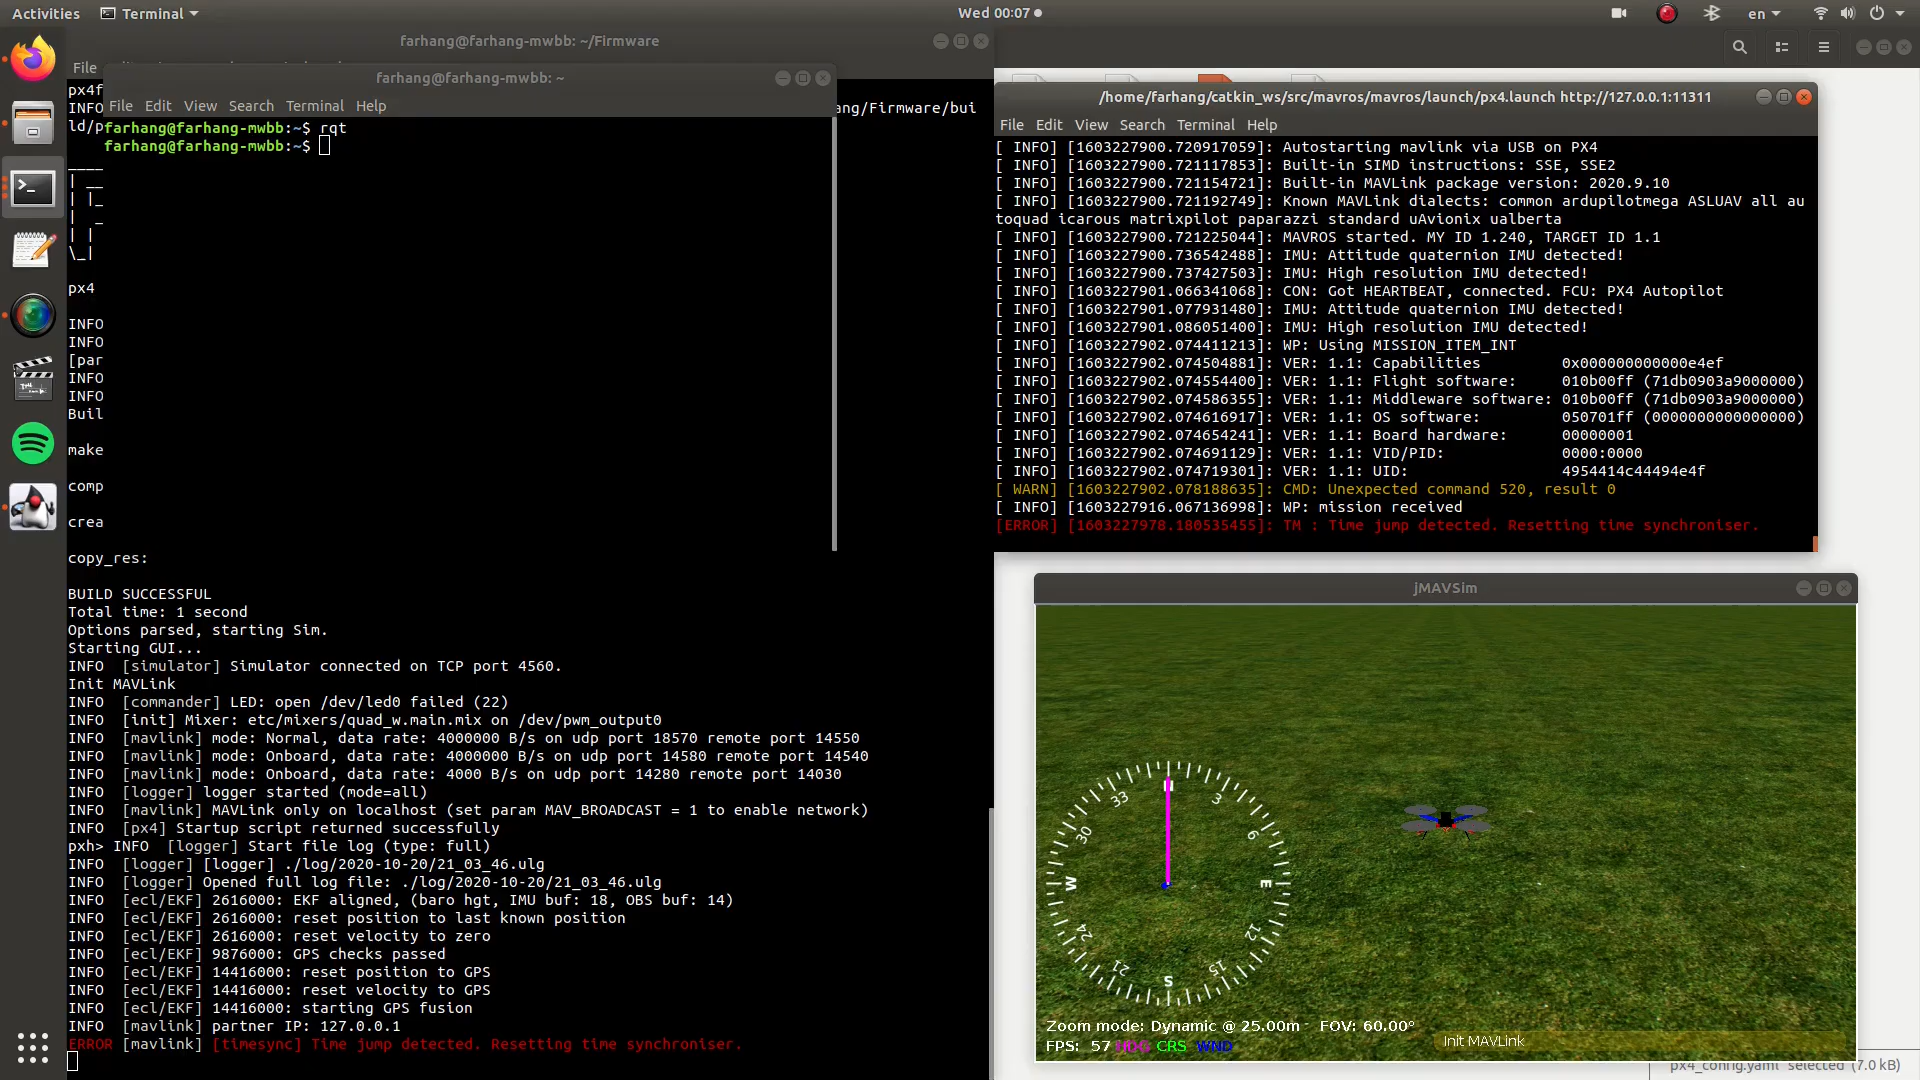 Activities
Terminal
Wed 00:07
en
farhang@farhang-mwbb: ~/Firmware
File
px4f
INFO
ang/Firmware/bui
ld/p
farhang@farhang-mwbb: ~
File Edit View Search Terminal Help
farhang@farhang-mwbb:~$ rqt
farhang@farhang-mwbb:~$
____
| __
| |_
| _
| |
\_|
px4
INFO
INFO
[par
INFO
INFO
Buil
make
comp
crea
copy_res:
BUILD SUCCESSFUL
Total time: 1 second
Options parsed, starting Sim.
Starting GUI...
INFO [simulator] Simulator connected on TCP port 4560.
Init MAVLink
INFO [commander] LED: open /dev/led0 failed (22)
INFO [init] Mixer: etc/mixers/quad_w.main.mix on /dev/pwm_output0
INFO [mavlink] mode: Normal, data rate: 4000000 B/s on udp port 18570 remote port 14550
INFO [mavlink] mode: Onboard, data rate: 4000000 B/s on udp port 14580 remote port 14540
INFO [mavlink] mode: Onboard, data rate: 4000 B/s on udp port 14280 remote port 14030
INFO [logger] logger started (mode=all)
INFO [mavlink] MAVLink only on localhost (set param MAV_BROADCAST = 1 to enable network)
INFO [px4] Startup script returned successfully
pxh> INFO [logger] Start file log (type: full)
INFO [logger] [logger] ./log/2020-10-20/21_03_46.ulg
INFO [logger] Opened full log file: ./log/2020-10-20/21_03_46.ulg
INFO [ecl/EKF] 2616000: EKF aligned, (baro hgt, IMU buf: 18, OBS buf: 14)
INFO [ecl/EKF] 2616000: reset position to last known position
INFO [ecl/EKF] 2616000: reset velocity to zero
INFO [ecl/EKF] 9876000: GPS checks passed
INFO [ecl/EKF] 14416000: reset position to GPS
INFO [ecl/EKF] 14416000: reset velocity to GPS
INFO [ecl/EKF] 14416000: starting GPS fusion
INFO [mavlink] partner IP: 127.0.0.1
ERROR [mavlink] [timesync] Time jump detected. Resetting time synchroniser.
/home/farhang/catkin_ws/src/mavros/mavros/launch/px4.launch http://127.0.0.1:11311
File Edit View Search Terminal Help
[ INFO] [1603227900.720917059]: Autostarting mavlink via USB on PX4
[ INFO] [1603227900.721117853]: Built-in SIMD instructions: SSE, SSE2
[ INFO] [1603227900.721154721]: Built-in MAVLink package version: 2020.9.10
[ INFO] [1603227900.721192749]: Known MAVLink dialects: common ardupilotmega ASLUAV all au
toquad icarous matrixpilot paparazzi standard uAvionix ualberta
[ INFO] [1603227900.721225044]: MAVROS started. MY ID 1.240, TARGET ID 1.1
[ INFO] [1603227900.736542488]: IMU: Attitude quaternion IMU detected!
[ INFO] [1603227900.737427503]: IMU: High resolution IMU detected!
[ INFO] [1603227901.066341068]: CON: Got HEARTBEAT, connected. FCU: PX4 Autopilot
[ INFO] [1603227901.077931480]: IMU: Attitude quaternion IMU detected!
[ INFO] [1603227901.086051400]: IMU: High resolution IMU detected!
[ INFO] [1603227902.074411213]: WP: Using MISSION_ITEM_INT
[ INFO] [1603227902.074504881]: VER: 1.1: Capabilities 0x000000000000e4ef
[ INFO] [1603227902.074554400]: VER: 1.1: Flight software: 010b00ff (71db0903a9000000)
[ INFO] [1603227902.074586355]: VER: 1.1: Middleware software: 010b00ff (71db0903a9000000)
[ INFO] [1603227902.074616917]: VER: 1.1: OS software: 050701ff (0000000000000000)
[ INFO] [1603227902.074654241]: VER: 1.1: Board hardware: 00000001
[ INFO] [1603227902.074691129]: VER: 1.1: VID/PID: 0000:0000
[ INFO] [1603227902.074719301]: VER: 1.1: UID: 4954414c44494e4f
[ WARN] [1603227902.078188635]: CMD: Unexpected command 520, result 0
[ INFO] [1603227916.067136998]: WP: mission received
[ERROR] [1603227978.180535455]: TM : Time jump detected. Resetting time synchroniser.
jMAVSim
N
33
3
30
6
W
E
24
12
21
15
S
Zoom mode: Dynamic @ 25.00m - FOV: 60.00°
FPS: 57 HDG CRS WND
Init MAVLink
px4_config.yaml selected (7.0 kB)